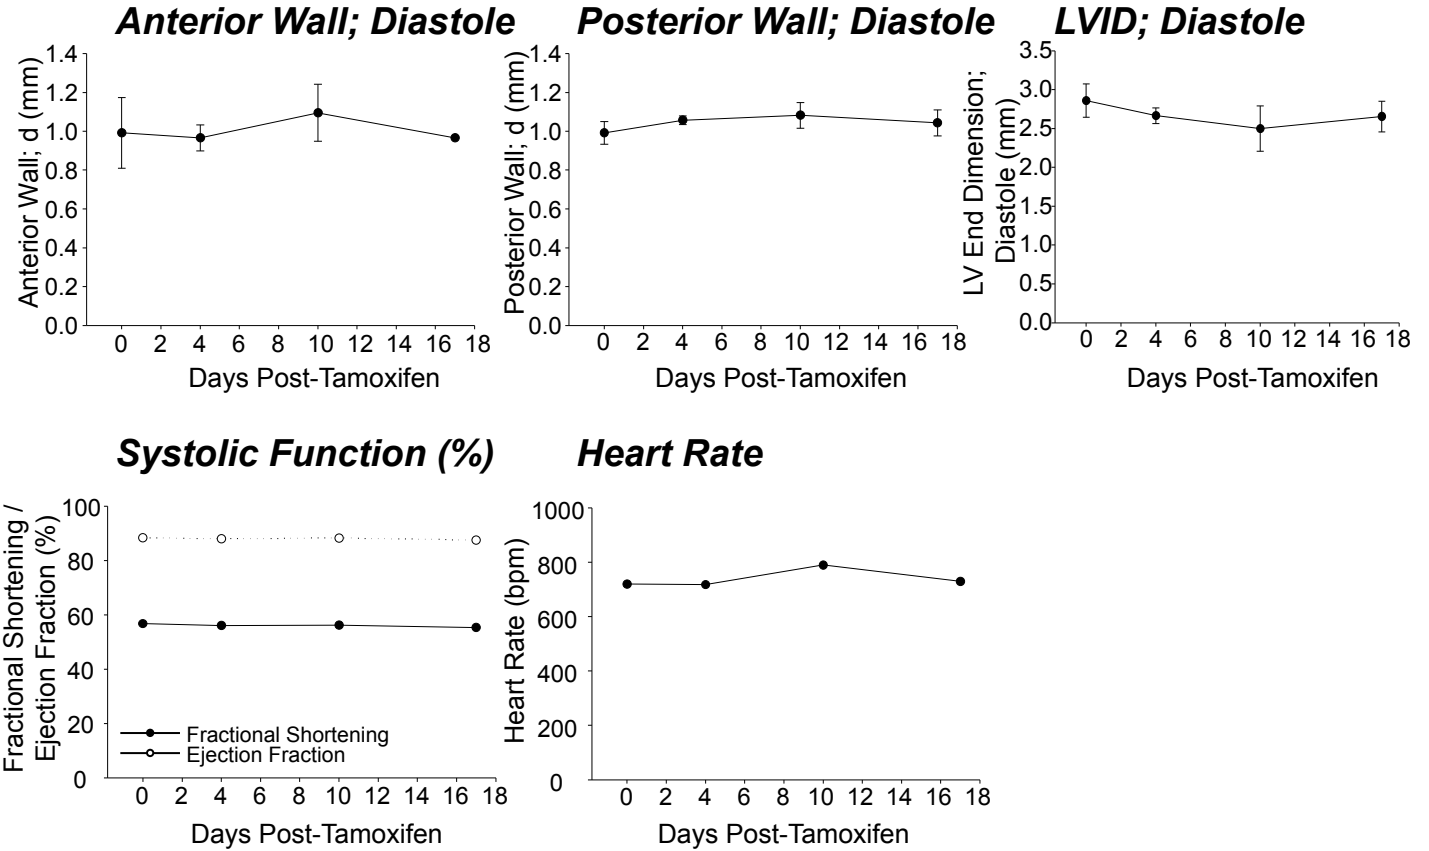 Anterior Wall; Diastole
Anterior Wall; d (mm)
1.4
1.2
1.0
0.8
0.6
0.4
0.2
0.0
0 2 4 6 8 10 12 14 16 18
Days Post-Tamoxifen
Posterior Wall; Diastole
Posterior Wall; d (mm)
1.4
1.2
1.0
0.8
0.6
0.4
0.2
0.0
0 2 4 6 8 10 12 14 16 18
Days Post-Tamoxifen
LVID; Diastole
LV End Dimension;
Diastole (mm)
3.5
3.0
2.5
2.0
1.5
1.0
0.5
0.0
0 2 4 6 8 10 12 14 16 18
Days Post-Tamoxifen
Systolic Function (%)
Fractional Shortening /
Ejection Fraction (%)
100
80
60
40
20
0
Fractional Shortening
Ejection Fraction
0 2 4 6 8 10 12 14 16 18
Days Post-Tamoxifen
Heart Rate
Heart Rate (bpm)
1000
800
600
400
200
0
0 2 4 6 8 10 12 14 16 18
Days Post-Tamoxifen